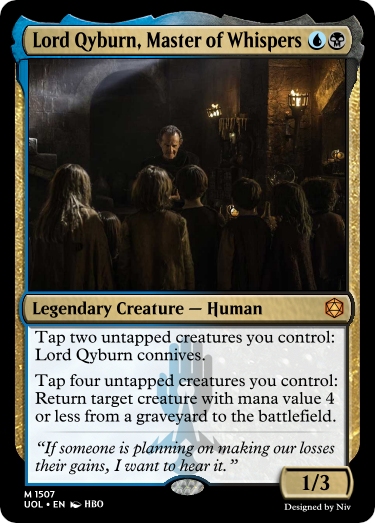 Lord Qyburn, Master of Whispers
Legendary Creature — Human
Tap two untapped creatures you control:
Lord Qyburn connives.
Tap four untapped creatures you control:
Return target creature with mana value 4
or less from a graveyard to the battlefield.
“If someone is planning on making our losses
their gains, I want to hear it.”
1/3
M 1507
UOL • EN HBO
Designed by Niv